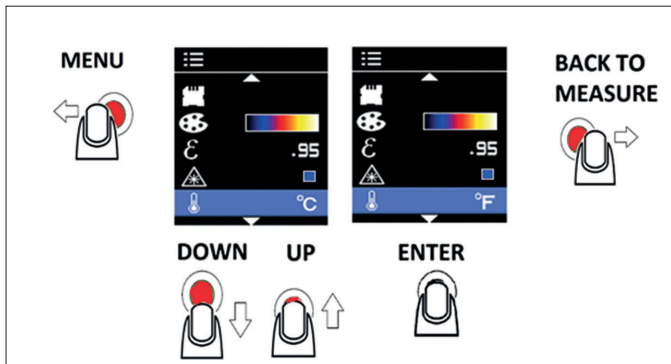 MENU
ε .95
°C
ε .95
°F
BACK TO
MEASURE
DOWN UP
ENTER